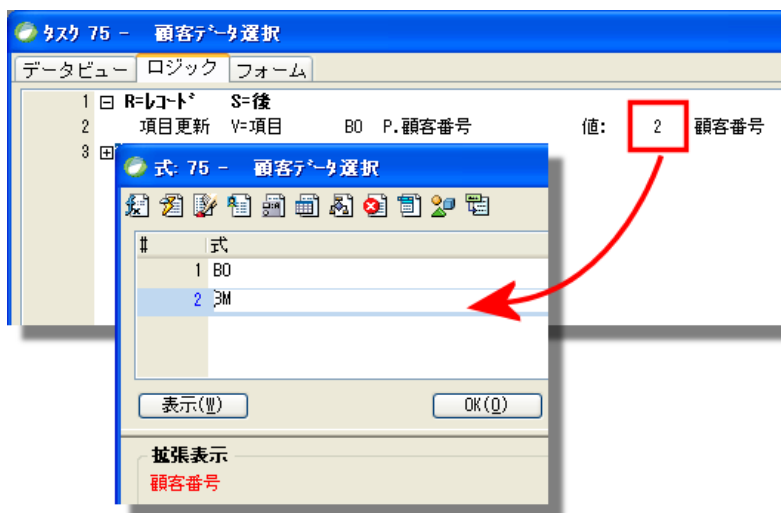 タスク 75 - 顧客データ選択
データビュー ロジック フォーム
1 R=レコード S=後
2 項目更新 V=項目 BO P.顧客番号 値: 2 顧客番号
3
式: 75 - 顧客データ選択
# 式
1 BO
2 BM
表示(W) OK(O)
拡張表示
顧客番号